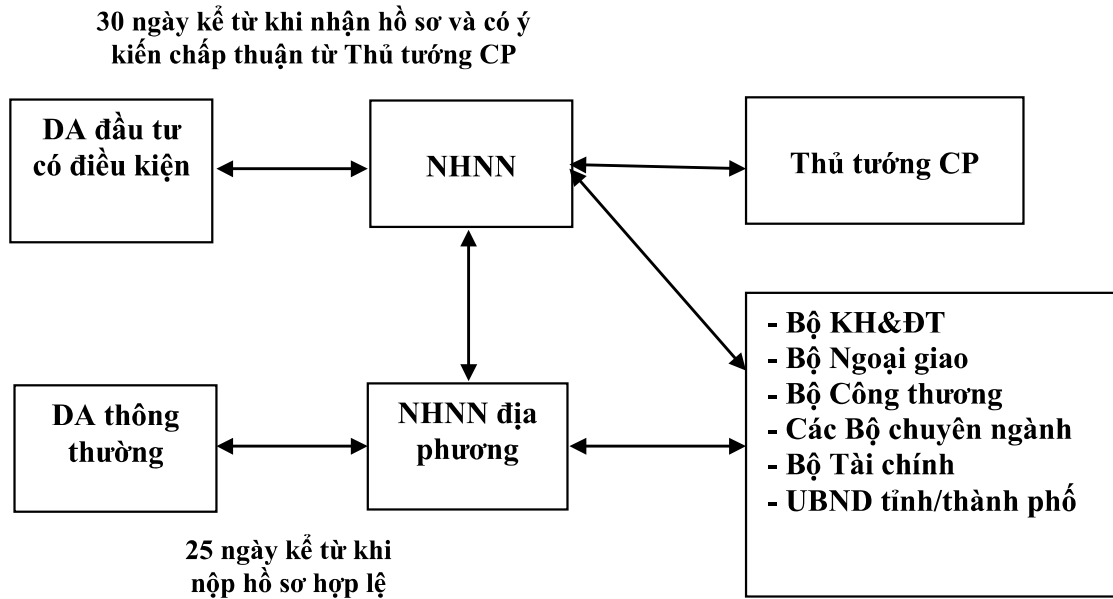 30 ngày kể từ khi nhận hồ sơ và có ý
kiến chấp thuận từ Thủ tướng CP
DA đầu tư
có điều kiện
NHNN
Thủ tướng CP
- Bộ KH&ĐT
- Bộ Ngoại giao
- Bộ Công thương
- Các Bộ chuyên ngành
- Bộ Tài chính
- UBND tỉnh/thành phố
DA thông
thường
NHNN địa
phương
25 ngày kể từ khi
nộp hồ sơ hợp lệ